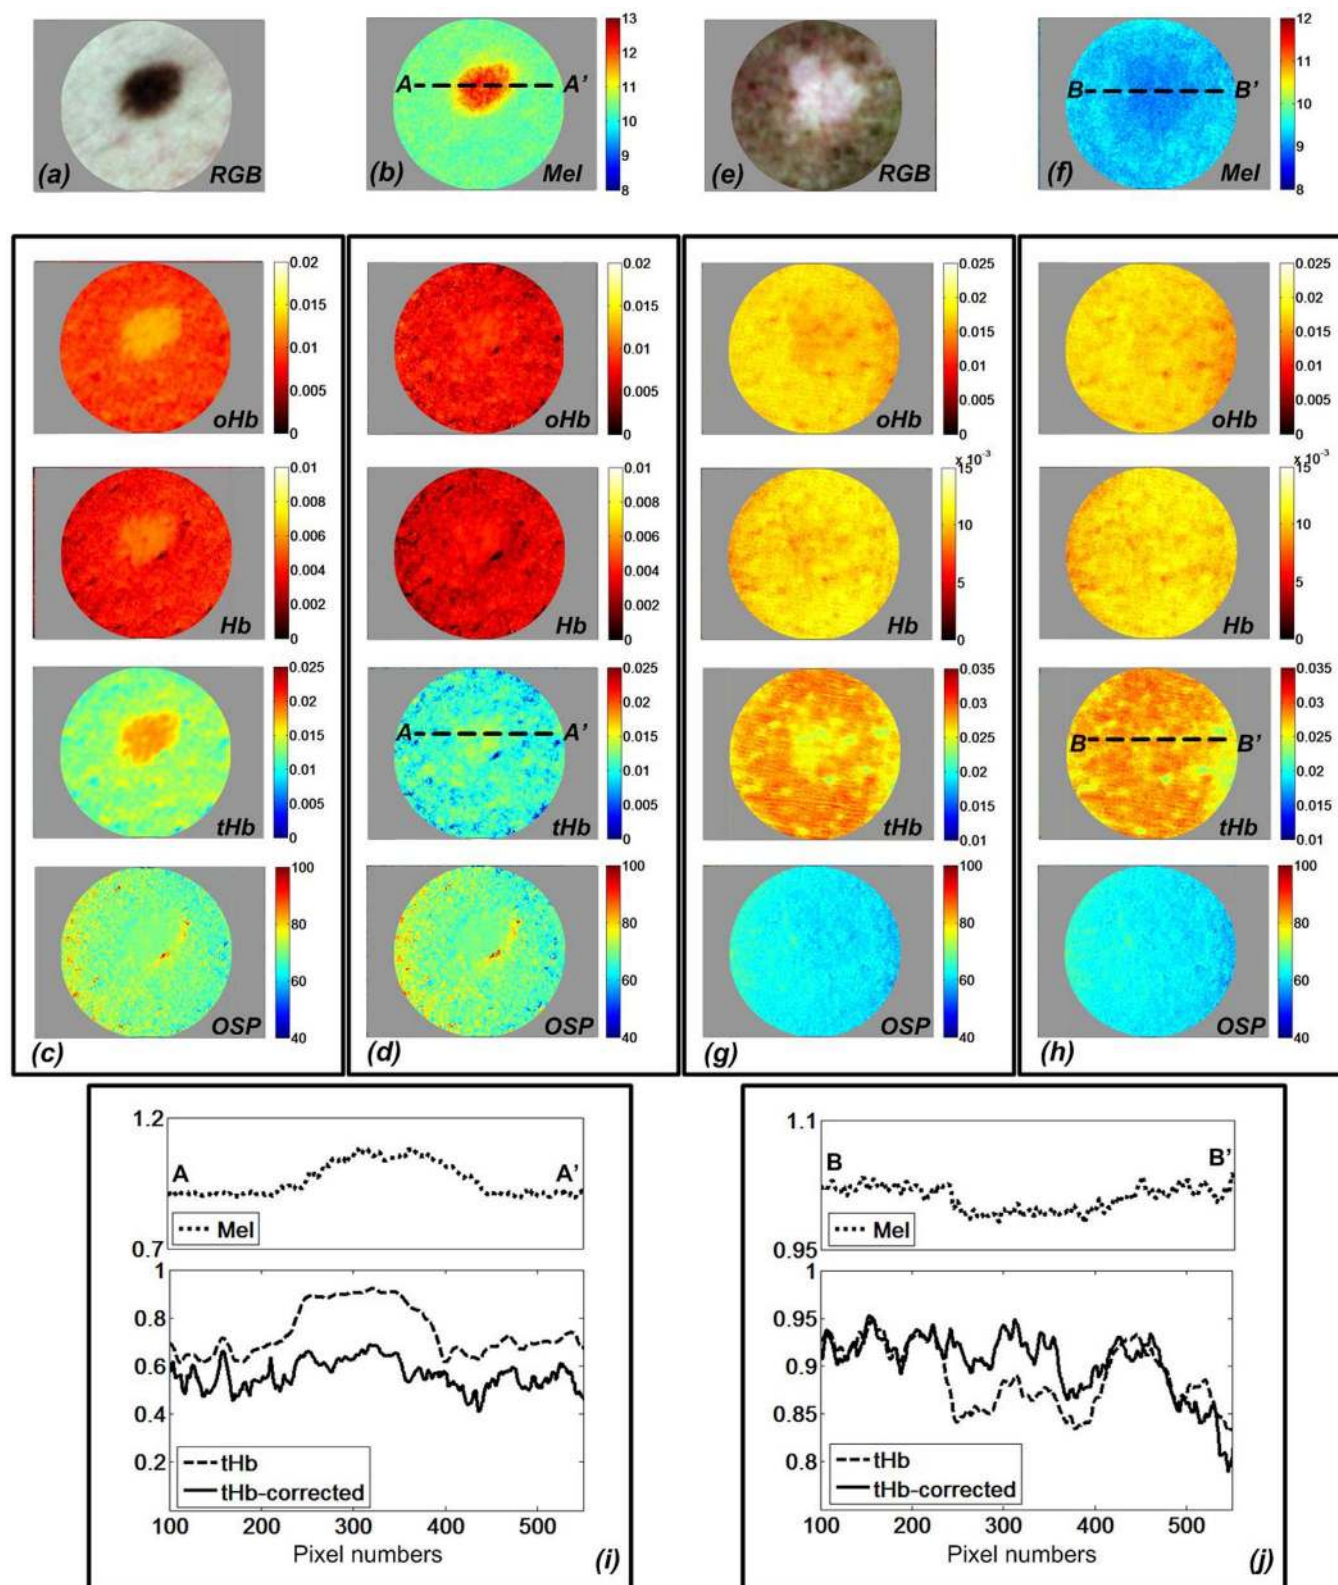 (a) RGB
A A' (b) Mel
13
12
11
10
9
8
(e) RGB
B B' (f) Mel
12
11
10
9
8
oHb
0.02
0.015
0.01
0.005
0
oHb
0.02
0.015
0.01
0.005
0
oHb
0.025
0.02
0.015
0.01
0.005
0
oHb
0.025
0.02
0.015
0.01
0.005
0
Hb
0.01
0.008
0.006
0.004
0.002
0
Hb
0.01
0.008
0.006
0.004
0.002
0
Hb
x 10⁻³
15
10
5
0
Hb
x 10⁻³
15
10
5
0
tHb
0.025
0.02
0.015
0.01
0.005
0
A A' tHb
0.025
0.02
0.015
0.01
0.005
0
tHb
0.035
0.03
0.025
0.02
0.015
0.01
B B' tHb
0.035
0.03
0.025
0.02
0.015
0.01
(c) OSP
100
80
60
40
(d) OSP
100
80
60
40
(g) OSP
100
80
60
40
(h) OSP
100
80
60
40
1.2
A A'
Mel
0.7
1
0.8
0.6
0.4
0.2
tHb
tHb-corrected
100 200 300 400 500
Pixel numbers
(i)
1.1
B B'
Mel
0.95
1
0.95
0.9
0.85
0.8
tHb
tHb-corrected
100 200 300 400 500
Pixel numbers
(j)